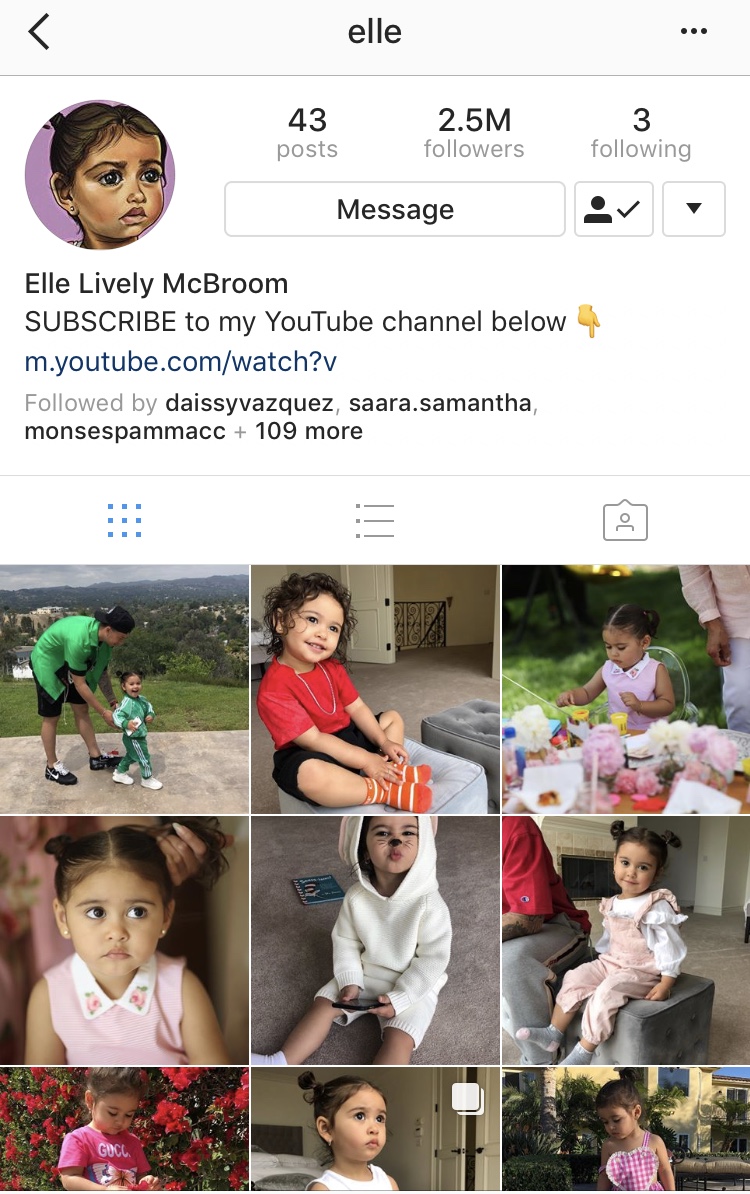 elle
43
2.5M
3
posts
followers
following
Message
Elle Lively McBroom
SUBSCRIBE to my YouTube channel below 👇
m.youtube.com/watch?v
Followed by daissyvazquez, saara.samantha,
monsespammacc + 109 more
GUCCI